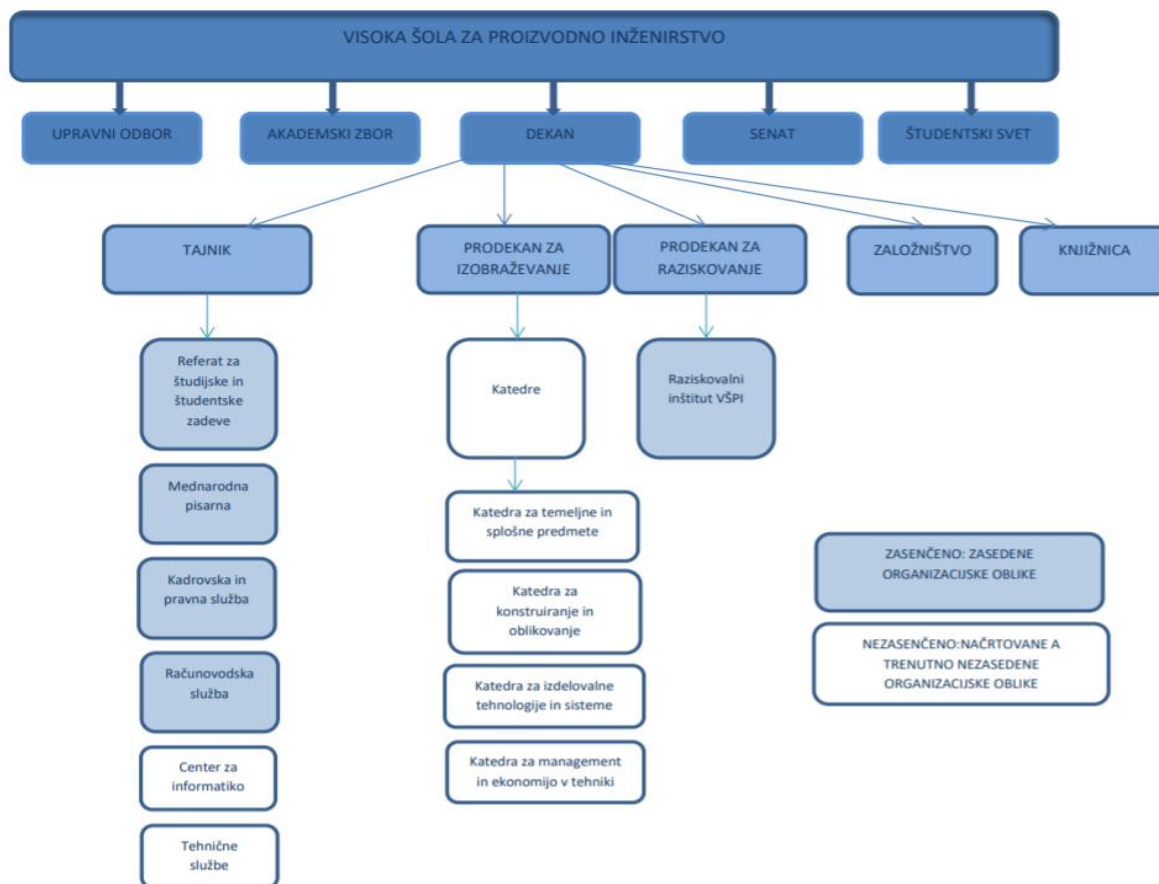 VISOKA ŠOLA ZA PROIZVODNO INŽENIRSTVO
UPRAVNI ODBOR
AKADEMSKI ZBOR
DEKAN
SENAT
ŠTUDENTSKI SVET
TAJNIK
PRODEKAN ZA
IZOBRAŽEVANJE
PRODEKAN ZA
RAZISKOVANJE
ZALOŽNIŠTVO
KNJIŽNICA
Referat za
študijske in
študentske
zadeve
Mednarodna
pisarna
Kadrovska in
pravna služba
Računovodska
služba
Center za
informatiko
Tehnične
službe
Katedre
Katedra za temeljne in
splošne predmete
Katedra za
konstruiranje in
oblikovanje
Katedra za izdelovalne
tehnologije in sisteme
Katedra za management
in ekonomijo v tehniki
Raziskovalni
inštitut VŠPI
ZASENČENO: ZASEDENE
ORGANIZACIJSKE OBLIKE
NEZASENČENO:NAČRTOVANE A
TRENUTNO NEZASEDENE
ORGANIZACIJSKE OBLIKE